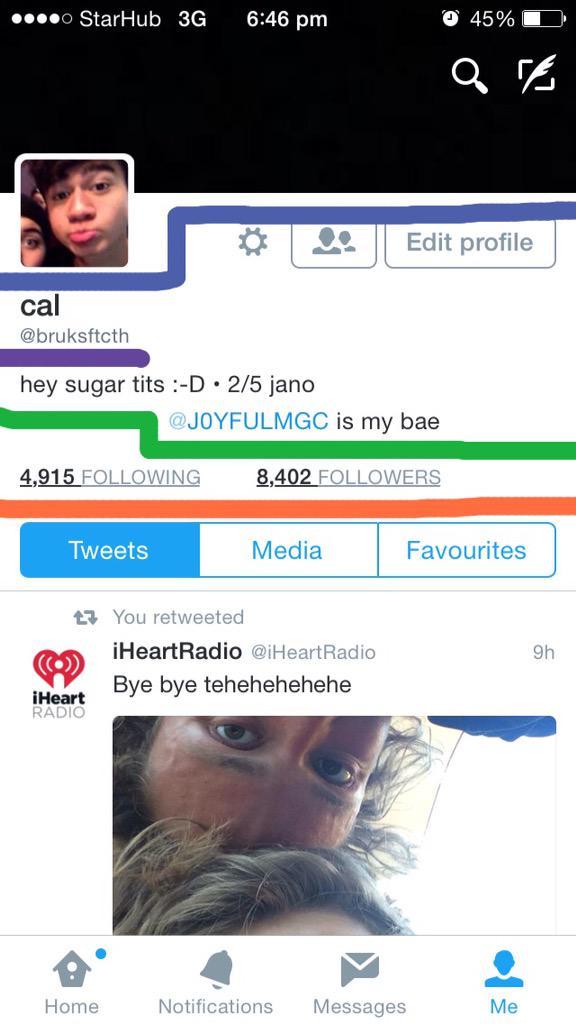 StarHub 3G 6:46 pm 45%
Edit profile
cal
@bruksftcth
hey sugar tits :-D • 2/5 jano
@J0YFULMGC is my bae
4,915 FOLLOWING 8,402 FOLLOWERS
Tweets Media Favourites
You retweeted
iHeartRadio @iHeartRadio 9h
Bye bye tehehehehehe
iHeart
RADIO
Home Notifications Messages Me